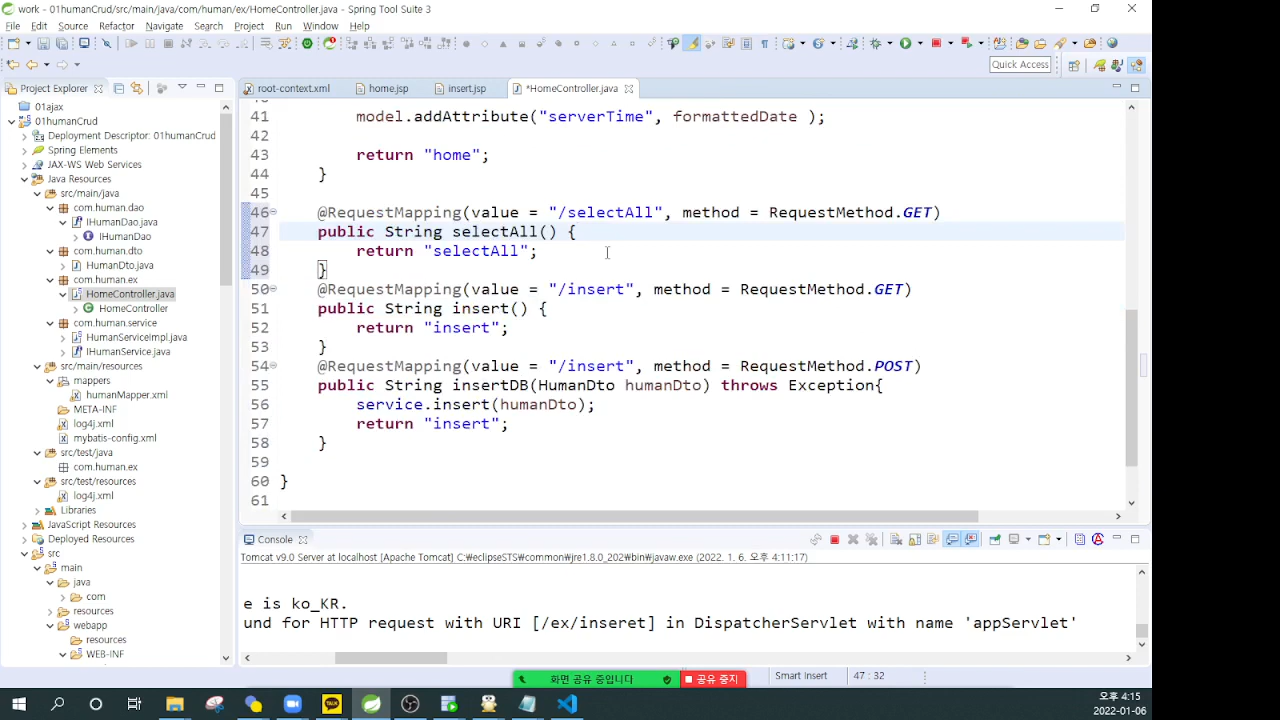 work - 01humanCrud/src/main/java/com/human/ex/HomeController.java - Spring Tool Suite 3
File Edit Source Refactor Navigate Search Project Run Window Help
Quick Access
Project Explorer
01ajax
01humanCrud
Deployment Descriptor: 01humanCrud
Spring Elements
JAX-WS Web Services
Java Resources
src/main/java
com.human.dao
IHumanDao.java
IHumanDao
com.human.dto
HumanDto.java
com.human.ex
HomeController.java
HomeController
com.human.service
HumanServiceImpl.java
IHumanService.java
src/main/resources
mappers
humanMapper.xml
META-INF
log4j.xml
mybatis-config.xml
src/test/java
com.human.ex
src/test/resources
log4j.xml
Libraries
JavaScript Resources
Deployed Resources
src
main
java
com
resources
webapp
resources
WEB-INF
root-context.xml home.jsp insert.jsp *HomeController.java
41 model.addAttribute("serverTime", formattedDate );
42
43 return "home";
44 }
45
46 @RequestMapping(value = "/selectAll", method = RequestMethod.GET)
47 public String selectAll() {
48 return "selectAll";
49 }
50 @RequestMapping(value = "/insert", method = RequestMethod.GET)
51 public String insert() {
52 return "insert";
53 }
54 @RequestMapping(value = "/insert", method = RequestMethod.POST)
55 public String insertDB(HumanDto humanDto) throws Exception{
56 service.insert(humanDto);
57 return "insert";
58 }
59
60 }
61
Console
Tomcat v9.0 Server at localhost [Apache Tomcat] C:₩eclipseSTS₩common₩jre1.8.0_202₩bin₩javaw.exe (2022. 1. 6. 오후 4:11:17)
e is ko_KR.
und for HTTP request with URI [/ex/inseret] in DispatcherServlet with name 'appServlet'
화면 공유 중입니다 공유 중지
Smart Insert 47 : 32
TALK
오후 4:15
2022-01-06